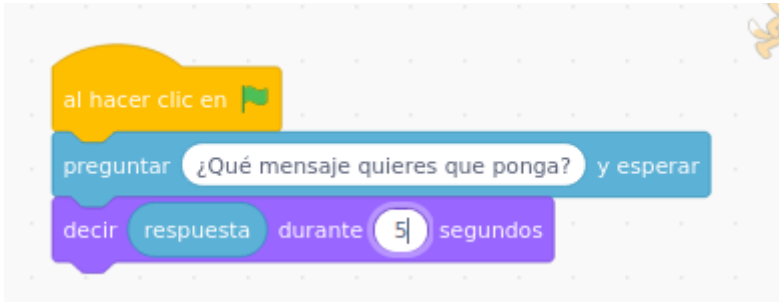 al hacer clic en
preguntar ¿Qué mensaje quieres que ponga? y esperar
decir respuesta durante 5 segundos